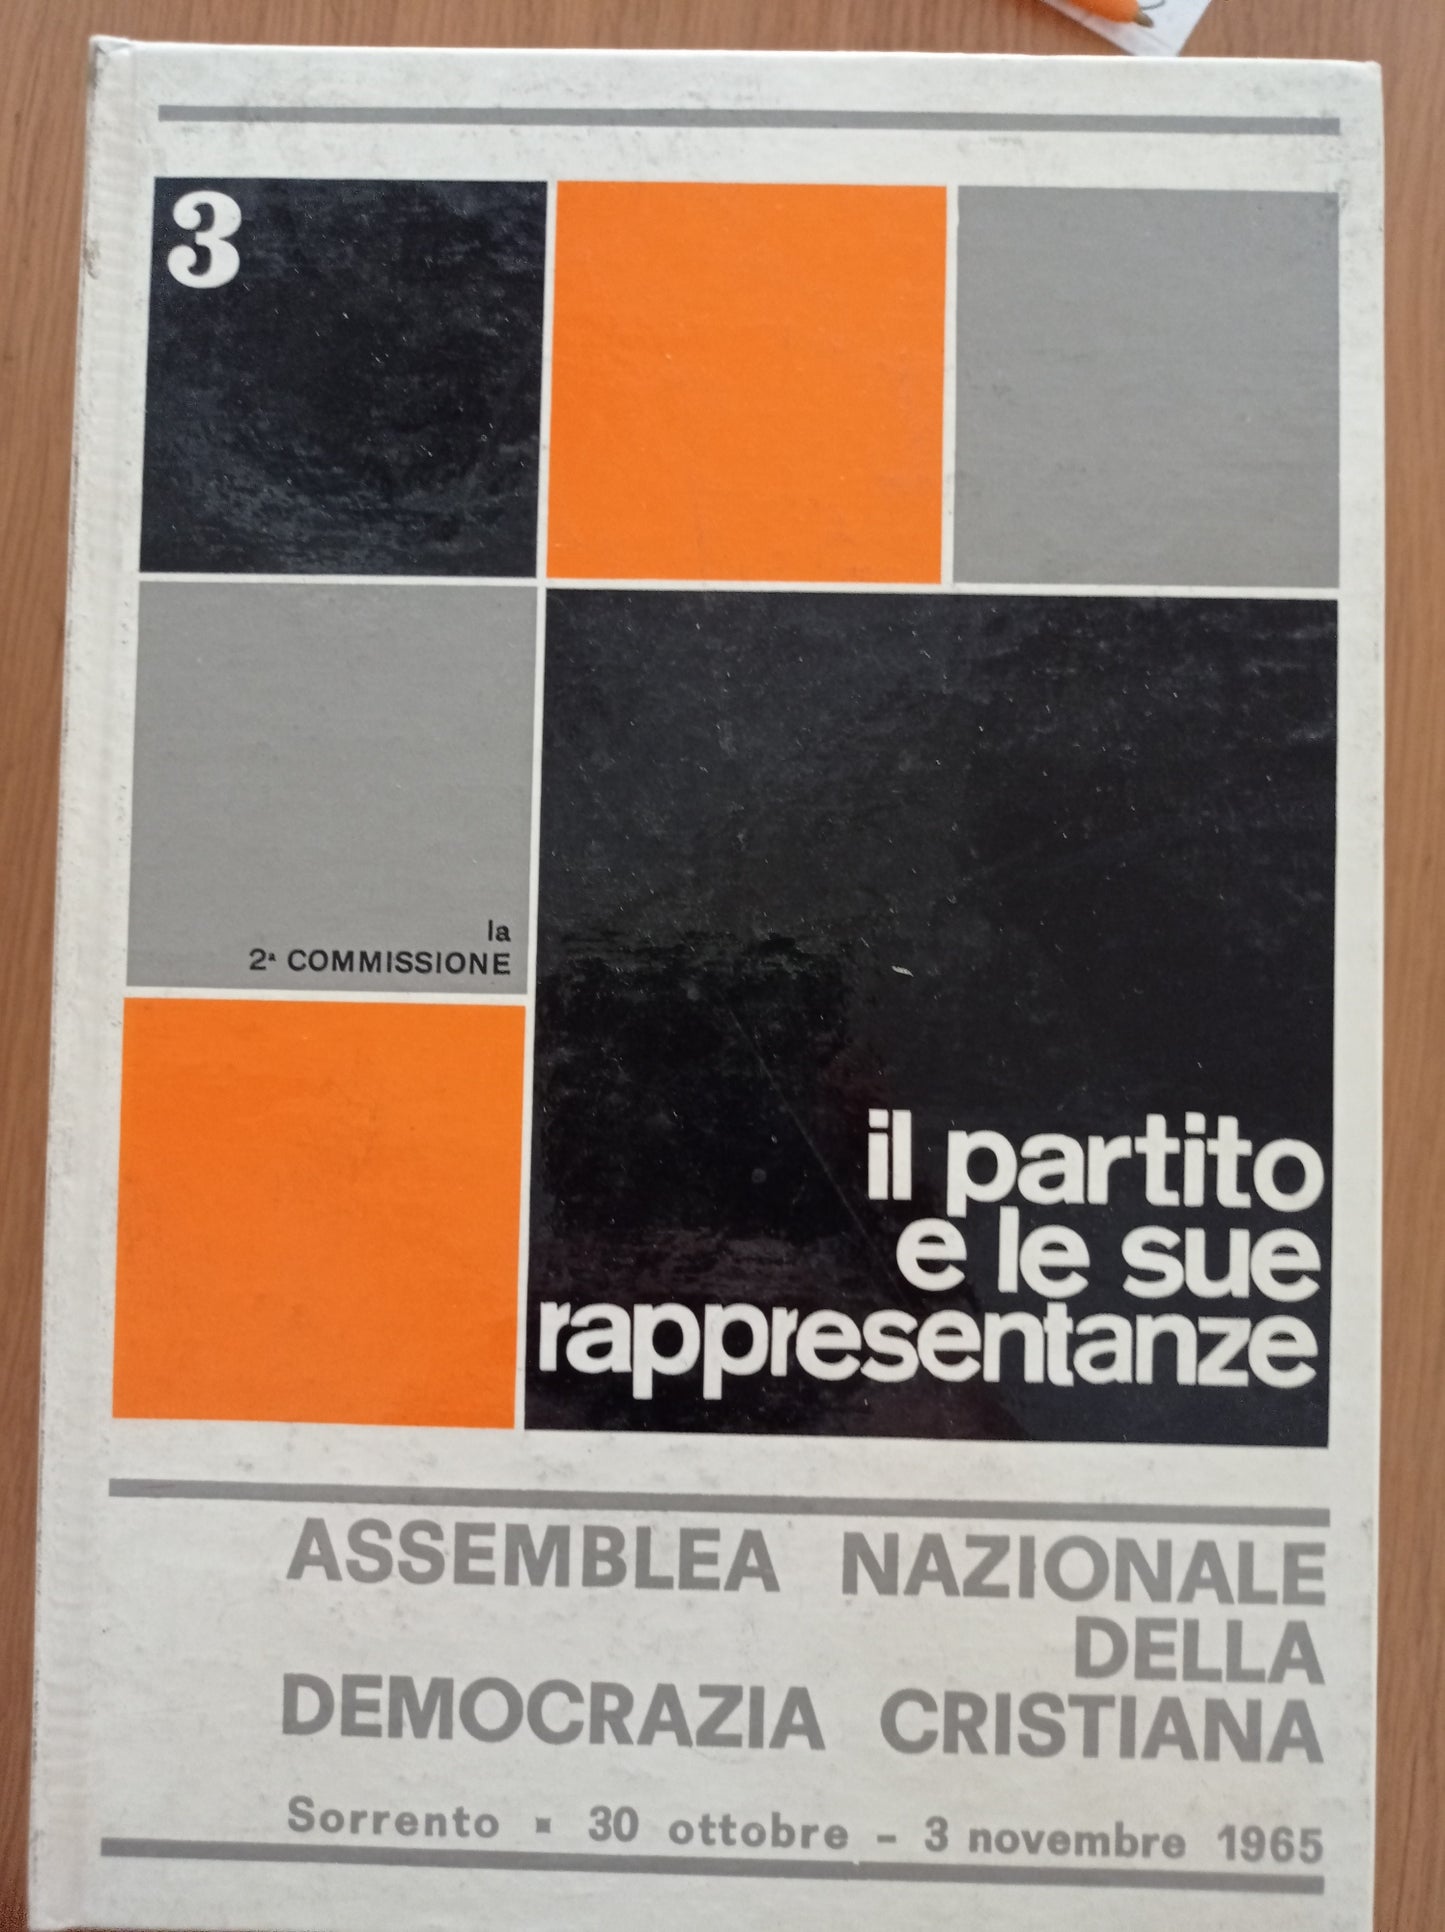 3
la
2ª COMMISSIONE
il partito
e le sue
rappresentanze
ASSEMBLEA NAZIONALE
DELLA
DEMOCRAZIA CRISTIANA
Sorrento ▪ 30 ottobre - 3 novembre 1965